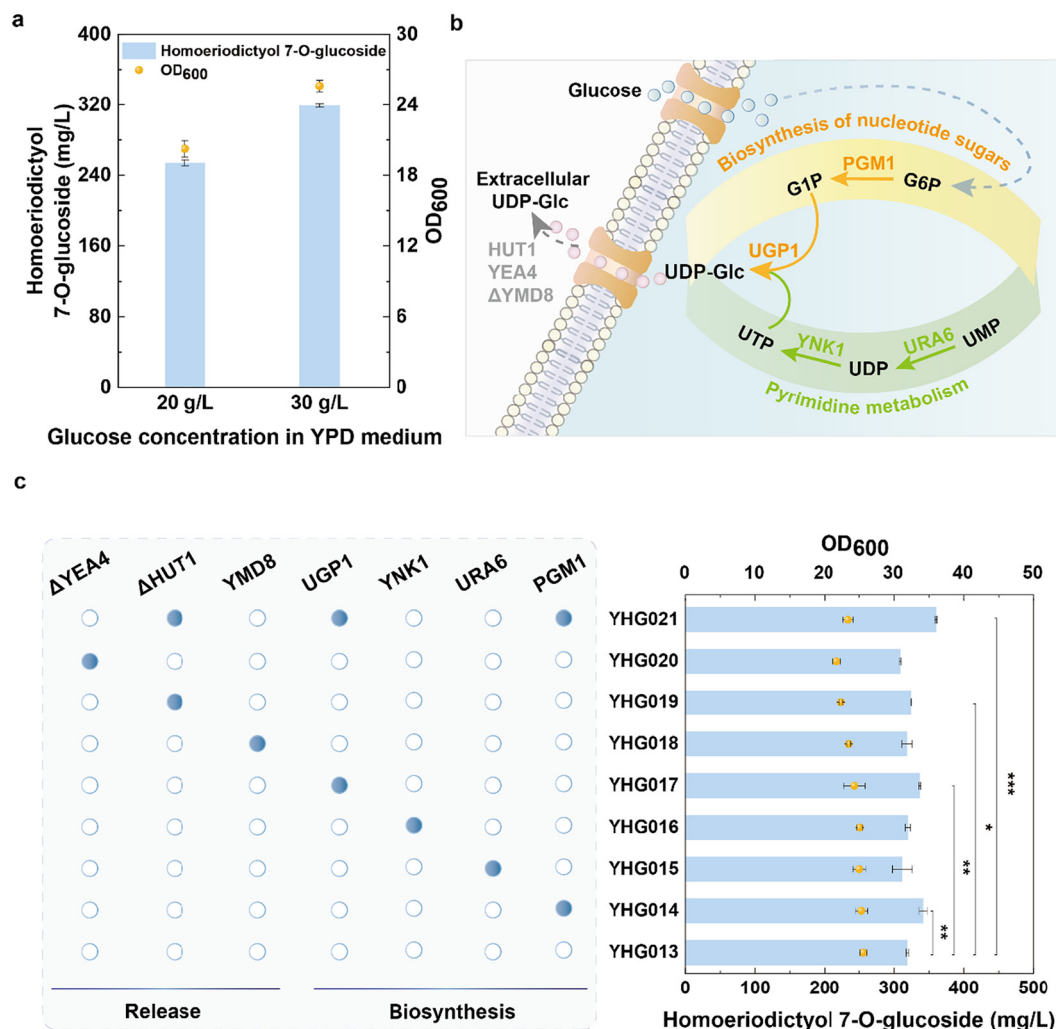 a
400
320
240
160
80
0
30
24
18
12
6
0
Homoeriodictyol 7-O-glucoside
OD600
Homoeriodictyol
7-O-glucoside (mg/L)
OD600
20 g/L
30 g/L
Glucose concentration in YPD medium
b
Glucose
Biosynthesis of nucleotide sugars
PGM1
G1P
G6P
Extracellular
UDP-Glc
HUT1
YEA4
ΔYMD8
UGP1
UDP-Glc
UTP
YNK1
UDP
URA6
UMP
Pyrimidine metabolism
c
ΔYEA4
ΔHUT1
YMD8
UGP1
YNK1
URA6
PGM1
Release
Biosynthesis
OD600
0 10 20 30 40 50
YHG021
YHG020
YHG019
YHG018
YHG017
YHG016
YHG015
YHG014
YHG013
**
**
*
***
0 100 200 300 400 500
Homoeriodictyol 7-O-glucoside (mg/L)